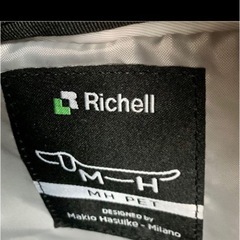 Richell
M-H
MH PET
DESIGNED by
Makio Hasuike - Milano